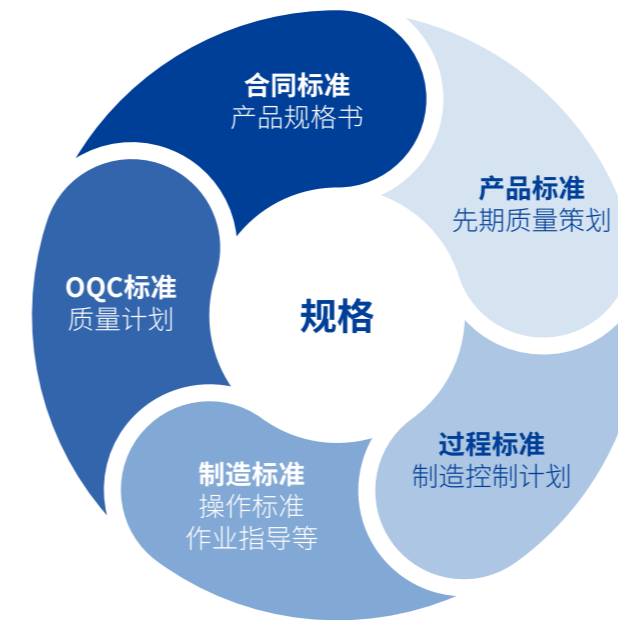 合同标准
产品规格书
产品标准
先期质量策划
OQC标准
质量计划
规格
过程标准
制造控制计划
制造标准
操作标准
作业指导等